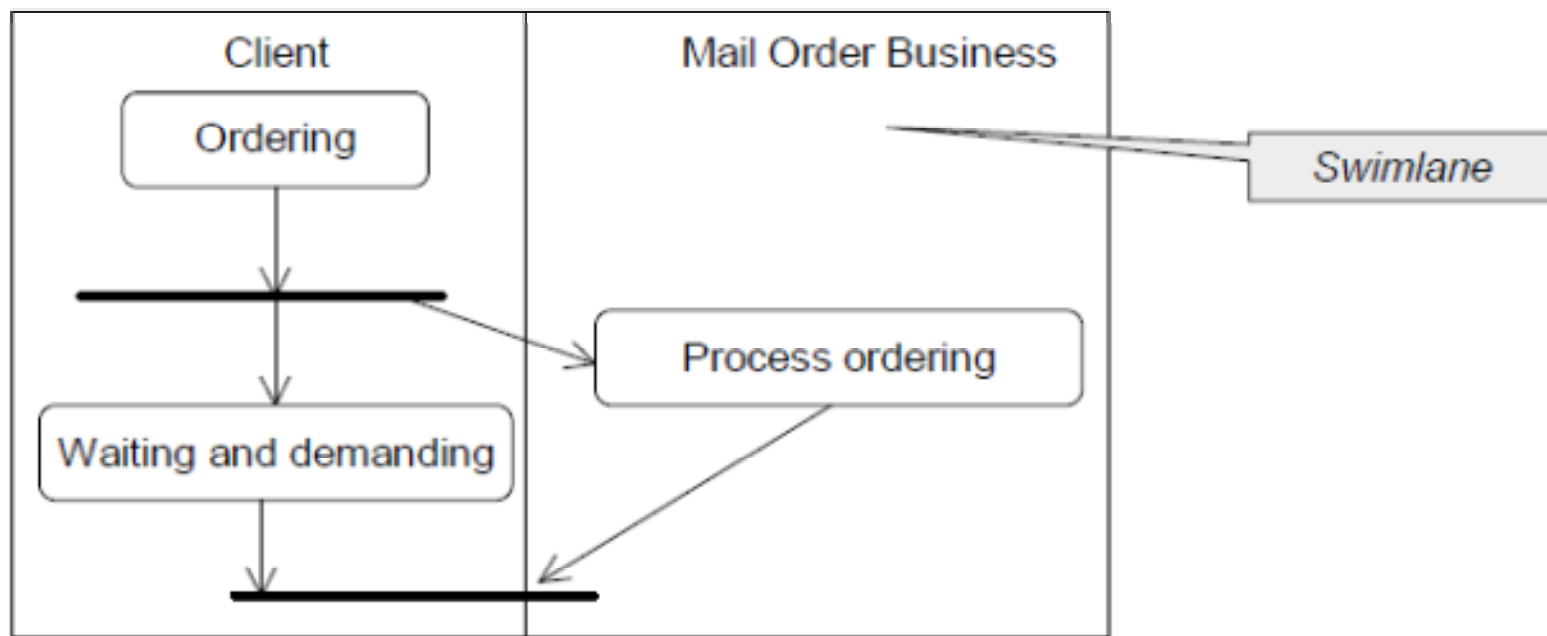 Client
Mail Order Business
Ordering
Swimlane
Process ordering
Waiting and demanding